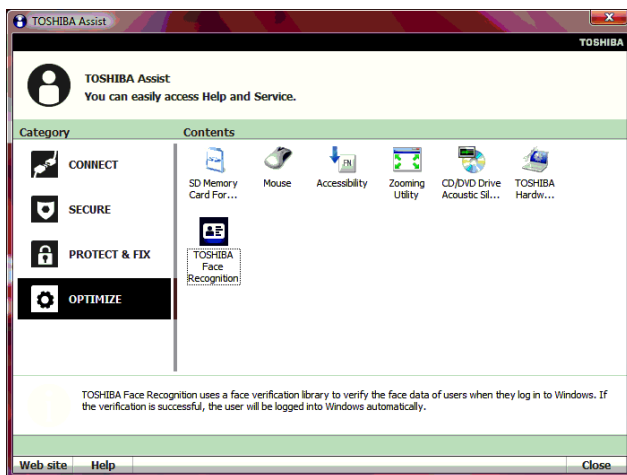 TOSHIBA Assist
TOSHIBA
TOSHIBA Assist
You can easily access Help and Service.
Category
Contents
CONNECT
SECURE
PROTECT & FIX
OPTIMIZE
SD Memory
Card For...
Mouse
Accessibility
FN
Zooming
Utility
CD/DVD Drive
Acoustic Sil...
TOSHIBA
Hardw...
TOSHIBA
Face
Recognition
TOSHIBA Face Recognition uses a face verification library to verify the face data of users when they log in to Windows. If
the verification is successful, the user will be logged into Windows automatically.
Web site
Help
Close